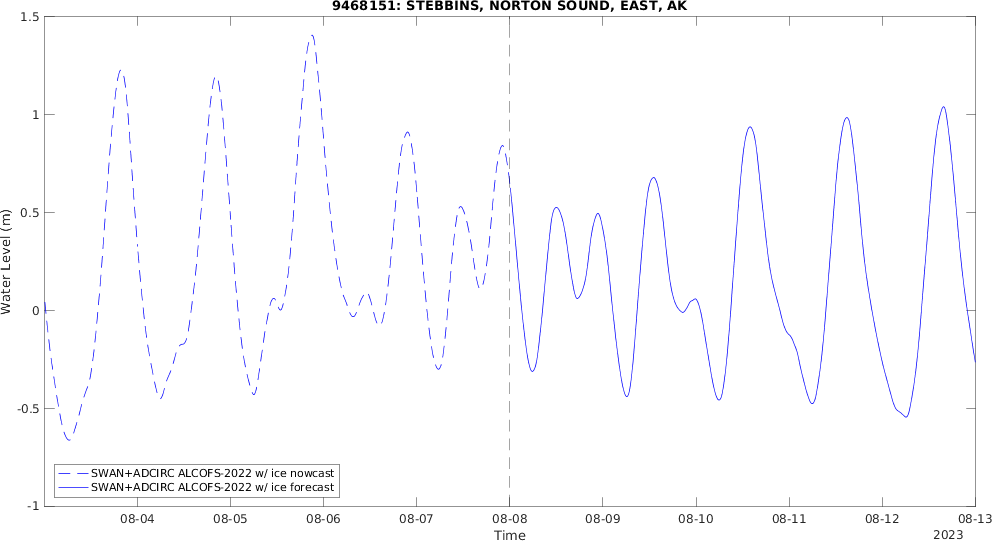 9468151: STEBBINS, NORTON SOUND, EAST, AK
1.5
1
0.5
0
-0.5
-1
Water Level (m)
SWAN+ADCIRC ALCOFS-2022 w/ ice nowcast
SWAN+ADCIRC ALCOFS-2022 w/ ice forecast
08-04 08-05 08-06 08-07 08-08 08-09 08-10 08-11 08-12 08-13
Time
2023